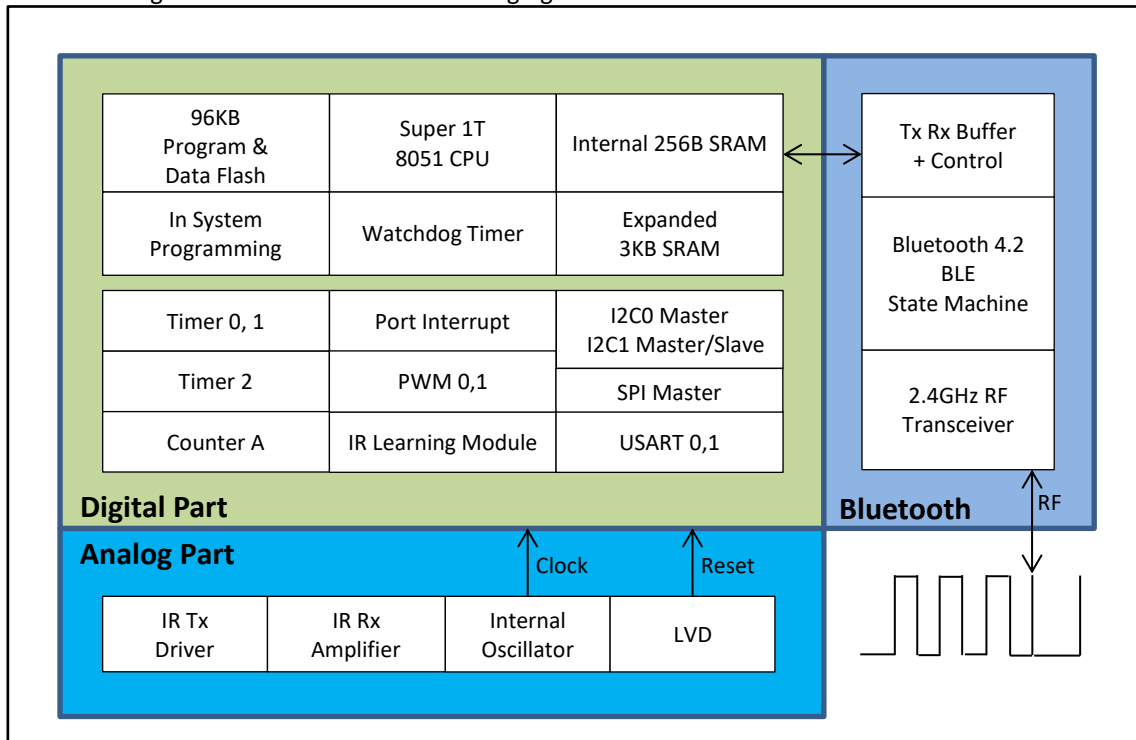 96KB
Program &
Data Flash
Super 1T
8051 CPU
Internal 256B SRAM
In System
Programming
Watchdog Timer
Expanded
3KB SRAM
Timer 0, 1
Port Interrupt
I2C0 Master
I2C1 Master/Slave
Timer 2
PWM 0,1
SPI Master
Counter A
IR Learning Module
USART 0,1
Digital Part
Tx Rx Buffer
+ Control
Bluetooth 4.2
BLE
State Machine
2.4GHz RF
Transceiver
Bluetooth
RF
Analog Part
Clock
Reset
IR Tx
Driver
IR Rx
Amplifier
Internal
Oscillator
LVD